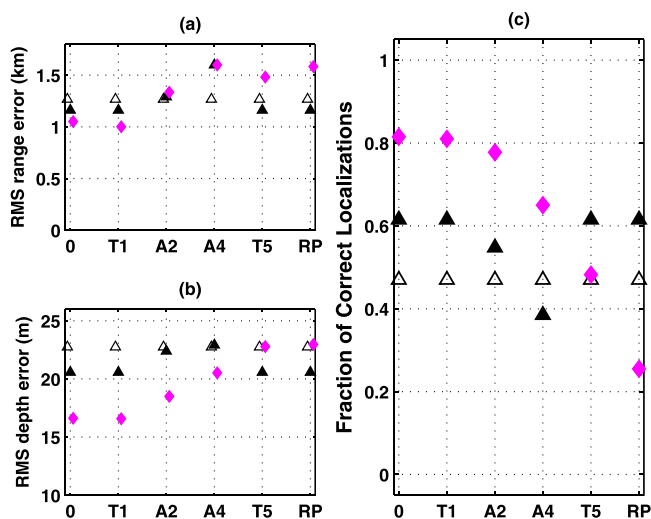 (a)
RMS range error (km)
1.5
1
0.5
0
0 T1 A2 A4 T5 RP
(b)
RMS depth error (m)
25
20
15
10
0 T1 A2 A4 T5 RP
(c)
Fraction of Correct Localizations
1
0.8
0.6
0.4
0.2
0
0 T1 A2 A4 T5 RP